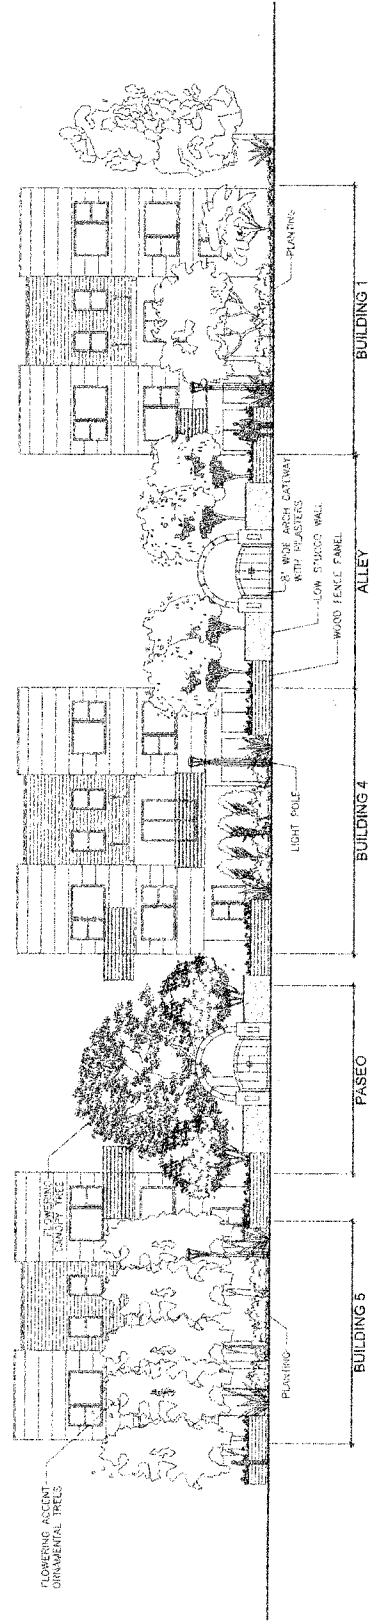 FLOWERING ACCENT
ORNAMENTAL TREES
FLOWERING
CANOPY TREE
PLANTING
LIGHT POLE
8' WIDE ARCH GATEWAY
WITH PILASTERS
LOW STUCCO WALL
WOOD FENCE PANEL
PLANTING
BUILDING 5
PASEO
BUILDING 4
ALLEY
BUILDING 1